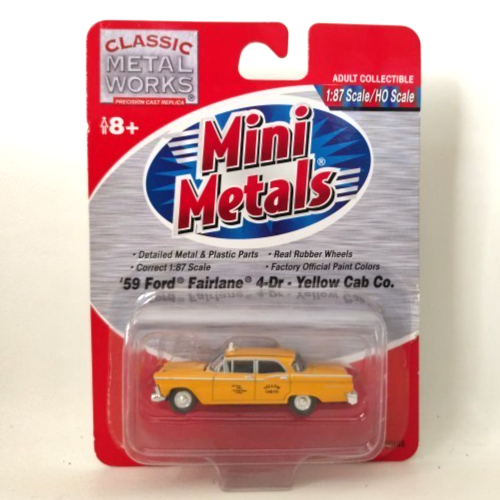 CLASSIC
METAL
WORKS®
PRECISION CAST REPLICA
8+
ADULT COLLECTIBLE
1:87 Scale/HO Scale
Mini
Metals®
• Detailed Metal & Plastic Parts
• Real Rubber Wheels
• Correct 1:87 Scale
• Factory Official Paint Colors
'59 Ford® Fairlane® 4-Dr - Yellow Cab Co.